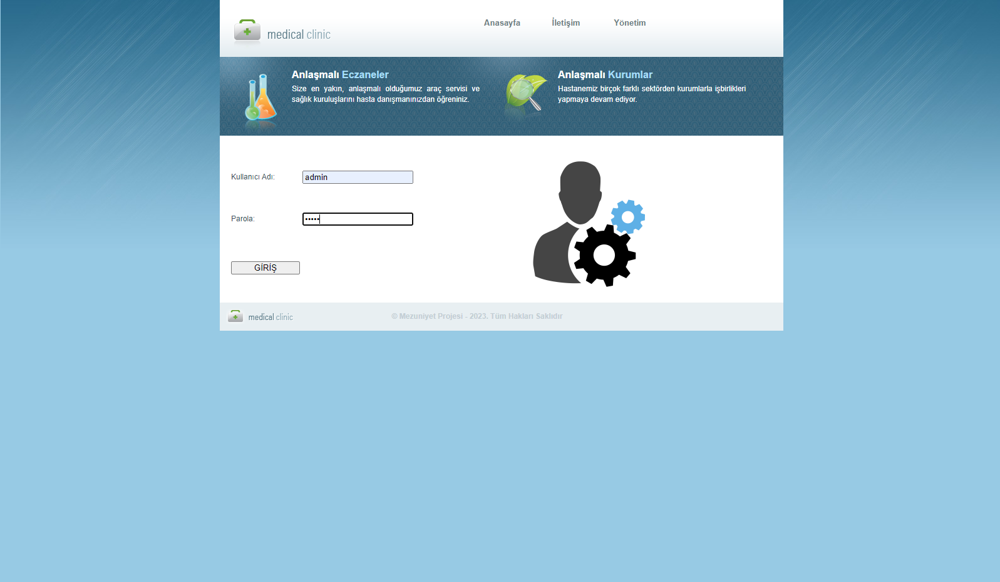 medical clinic
Anasayfa
İletişim
Yönetim
Anlaşmalı Eczaneler
Size en yakın, anlaşmalı olduğumuz araç servisi ve
sağlık kuruluşlarını hasta danışmanınızdan öğreniniz.
Anlaşmalı Kurumlar
Hastanemiz birçok farklı sektörden kurumlarla işbirlikleri
yapmaya devam ediyor.
Kullanıcı Adı:
admin
Parola:
•••••
GİRİŞ
medical clinic
© Mezuniyet Projesi - 2023. Tüm Hakları Saklıdır